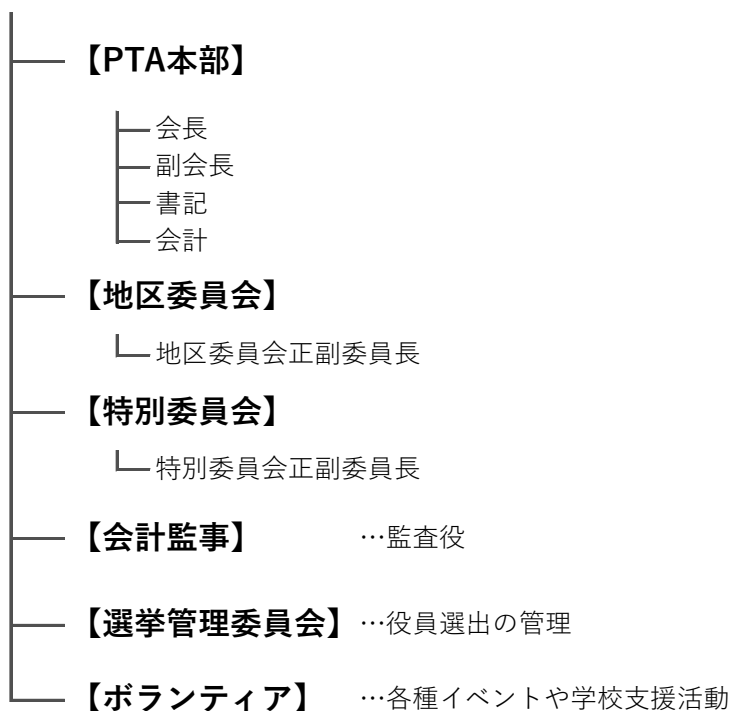 【PTA本部】
会長
副会長
書記
会計
【地区委員会】
地区委員会正副委員長
【特別委員会】
特別委員会正副委員長
【会計監事】 …監査役
【選挙管理委員会】…役員選出の管理
【ボランティア】 …各種イベントや学校支援活動